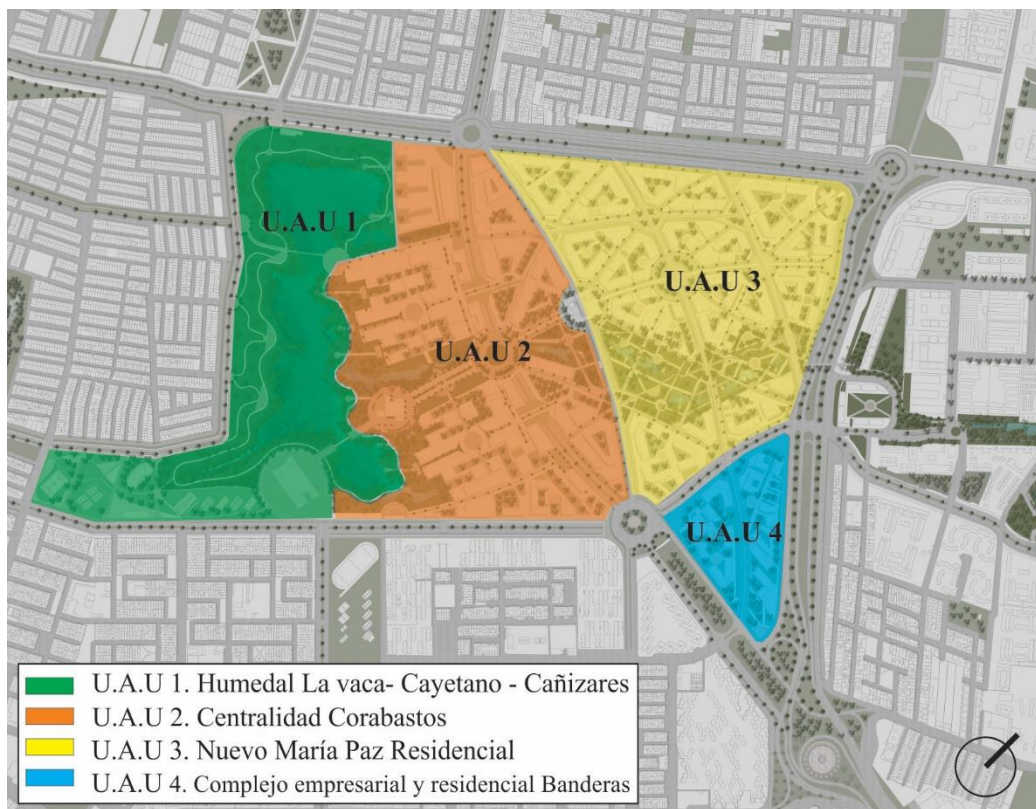 U.A.U 1
U.A.U 3
U.A.U 2
U.A.U 4
U.A.U 1. Humedal La vaca- Cayetano - Cañizares
U.A.U 2. Centralidad Corabastos
U.A.U 3. Nuevo María Paz Residencial
U.A.U 4. Complejo empresarial y residencial Banderas